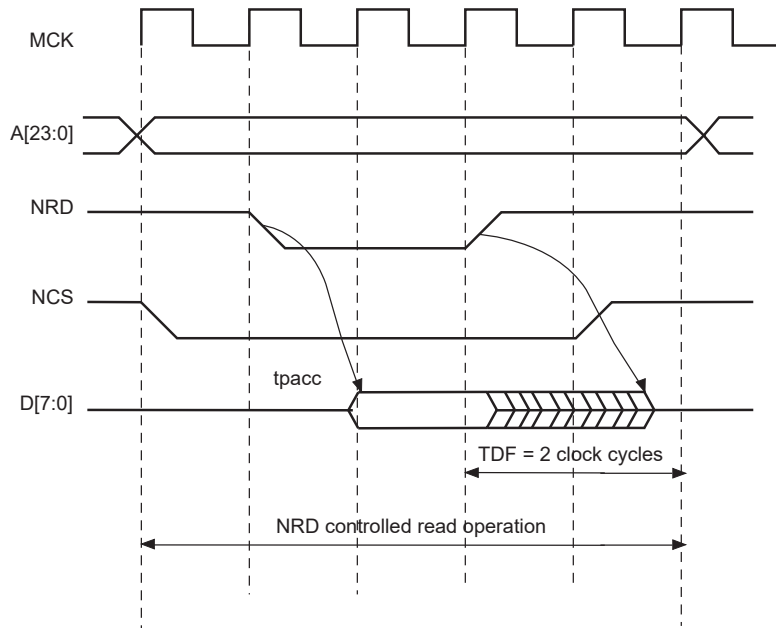 MCK
A[23:0]
NRD
NCS
tpacc
D[7:0]
TDF = 2 clock cycles
NRD controlled read operation